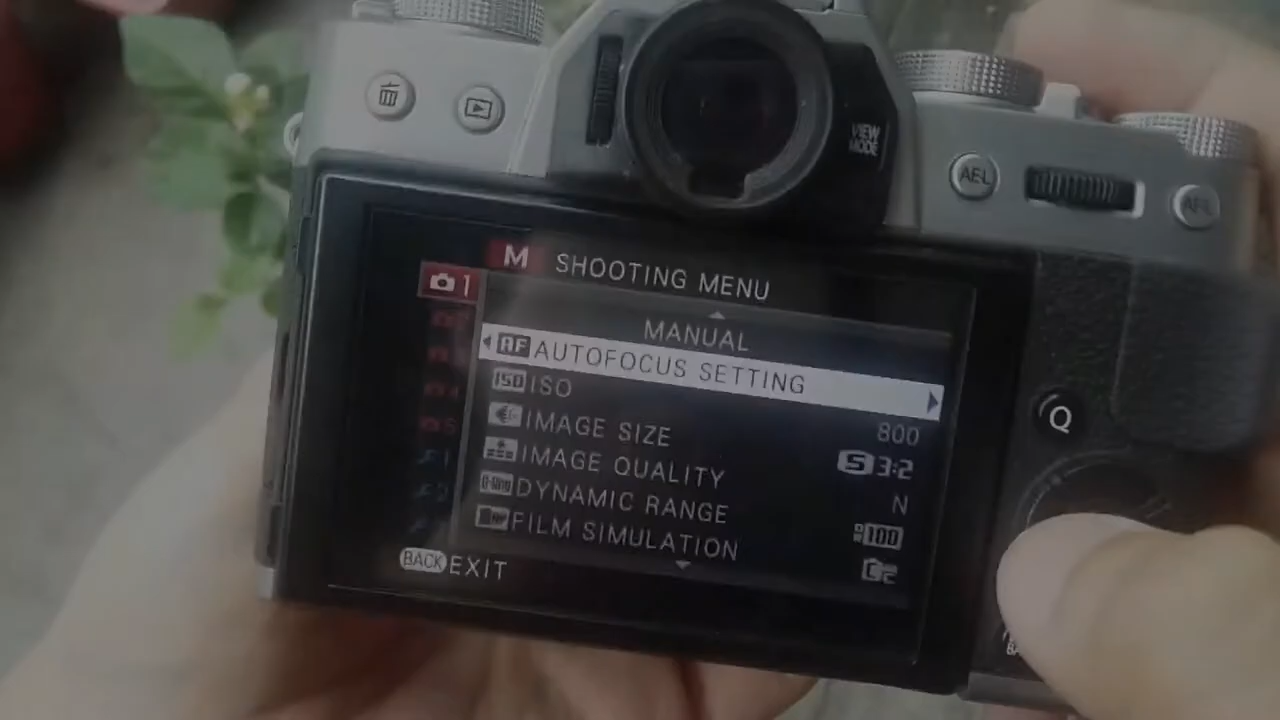 VIEW
MODE
AEL
AFL
M SHOOTING MENU
1
MANUAL
AF AUTOFOCUS SETTING
ISO ISO 800
IMAGE SIZE S 3:2
IMAGE QUALITY N
DYNAMIC RANGE 100
FILM SIMULATION
BACK EXIT
Q